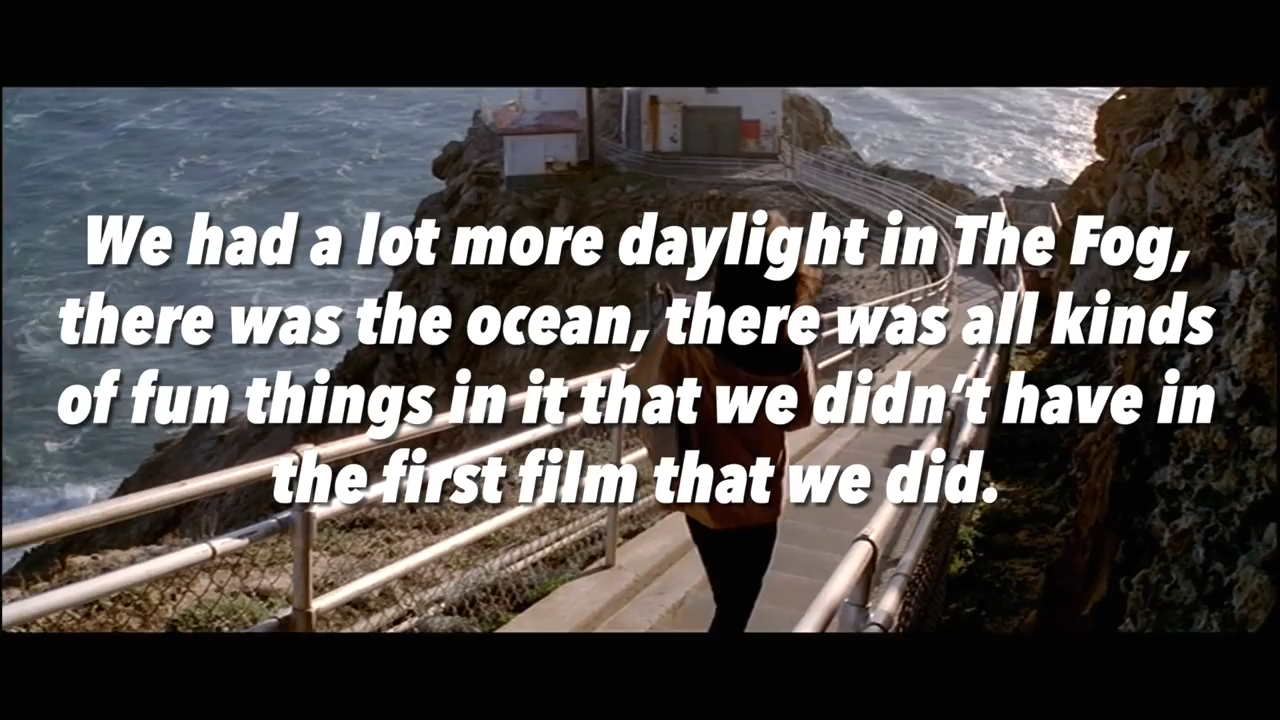 We had a lot more daylight in The Fog,
there was the ocean, there was all kinds
of fun things in it that we didn't have in
the first film that we did.